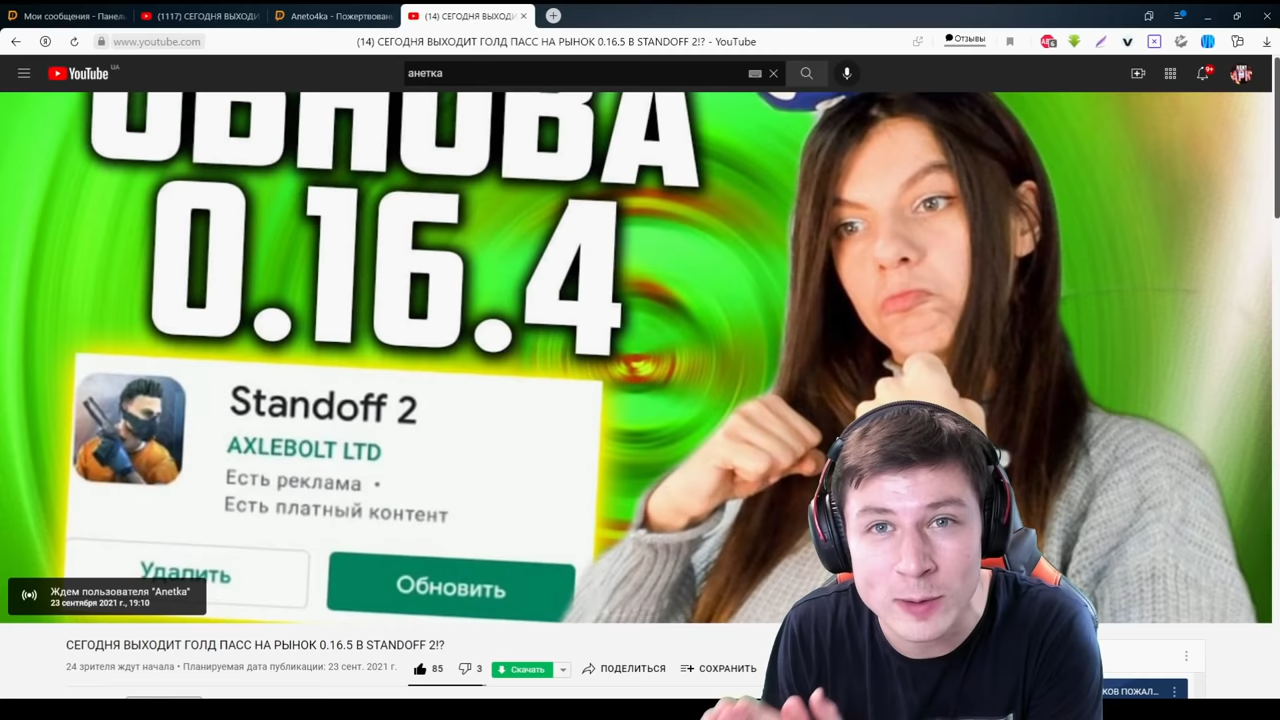 Мои сообщения - Панель
(1117) СЕГОДНЯ ВЫХОДИ
Aneto4ka - Пожертвован
(14) СЕГОДНЯ ВЫХОДИ
www.youtube.com
(14) СЕГОДНЯ ВЫХОДИТ ГОЛД ПАСС НА РЫНОК 0.16.5 В STANDOFF 2!? - YouTube
Отзывы
YouTube UA
анетка
9+
ОБНОВА
0.16.4
Standoff 2
AXLEBOLT LTD
Есть реклама •
Есть платный контент
Удалить
Обновить
Ждем пользователя "Anetka"
23 сентября 2021 г., 19:10
СЕГОДНЯ ВЫХОДИТ ГОЛД ПАСС НА РЫНОК 0.16.5 В STANDOFF 2!?
24 зрителя ждут начала • Планируемая дата публикации: 23 сент. 2021 г.
85
3
Скачать
ПОДЕЛИТЬСЯ
СОХРАНИТЬ
КОВ ПОЖАЛ...